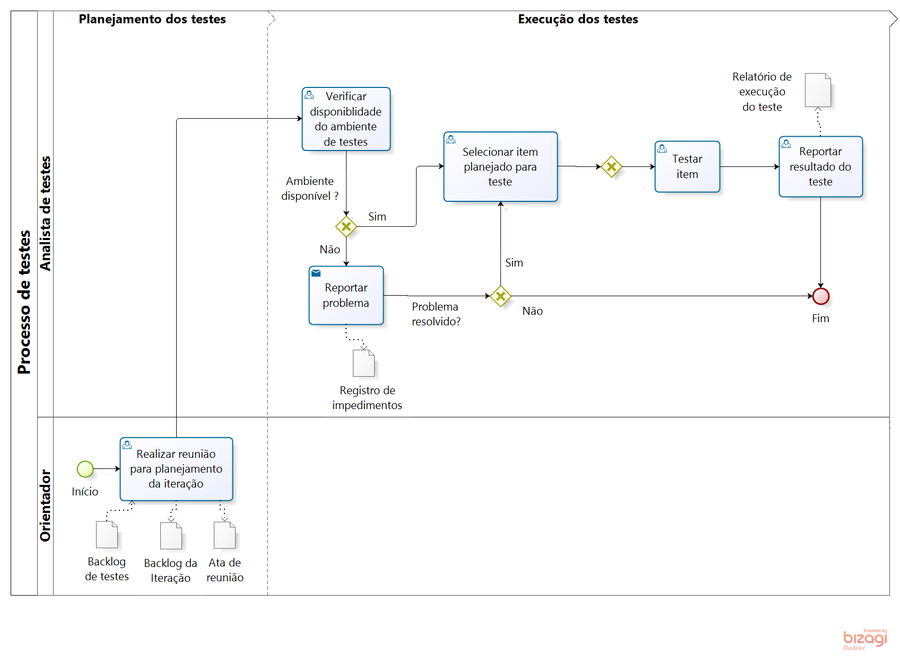 Planejamento dos testes
Execução dos testes
Processo de testes
Analista de testes
Verificar
disponiblidade
do ambiente
de testes
Ambiente
disponível ?
Sim
Não
Selecionar item
planejado para
teste
Testar
item
Reportar
resultado do
teste
Relatório de
execução
do teste
Reportar
problema
Problema
resolvido?
Sim
Não
Fim
Registro de
impedimentos
Orientador
Início
Realizar reunião
para planejamento
da iteração
Backlog
de testes
Backlog da
Iteração
Ata de
reunião
Powered by
bizagi
Modeler